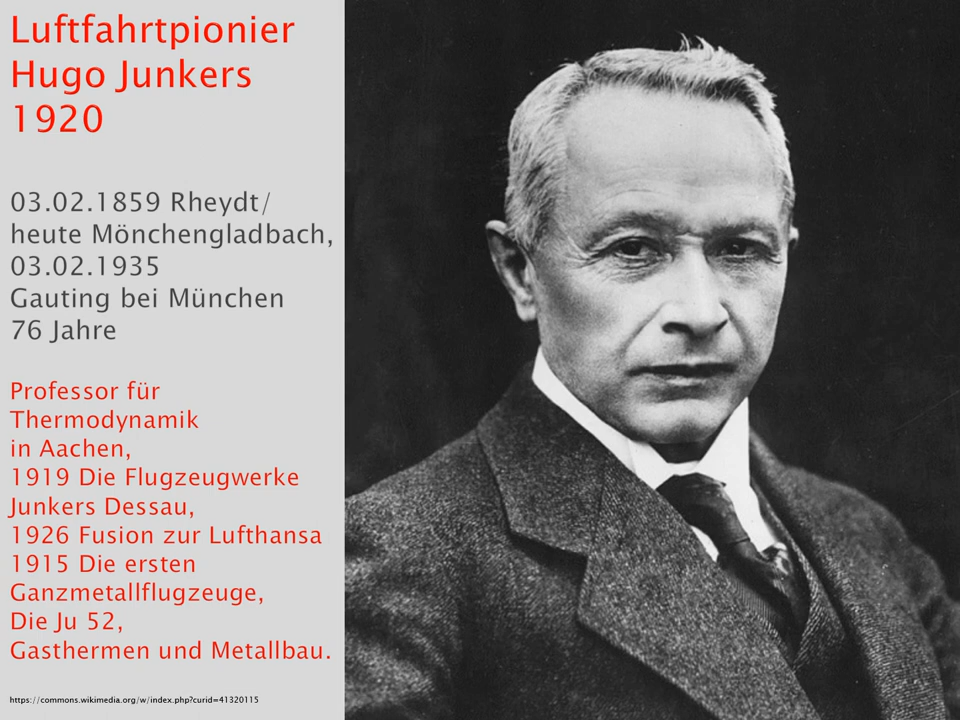 Luftfahrtpionier
Hugo Junkers
1920
03.02.1859 Rheydt/
heute Mönchengladbach,
03.02.1935
Gauting bei München
76 Jahre
Professor für
Thermodynamik
in Aachen,
1919 Die Flugzeugwerke
Junkers Dessau,
1926 Fusion zur Lufthansa
1915 Die ersten
Ganzmetallflugzeuge,
Die Ju 52,
Gasthermen und Metallbau.
https://commons.wikimedia.org/w/index.php?curid=41320115